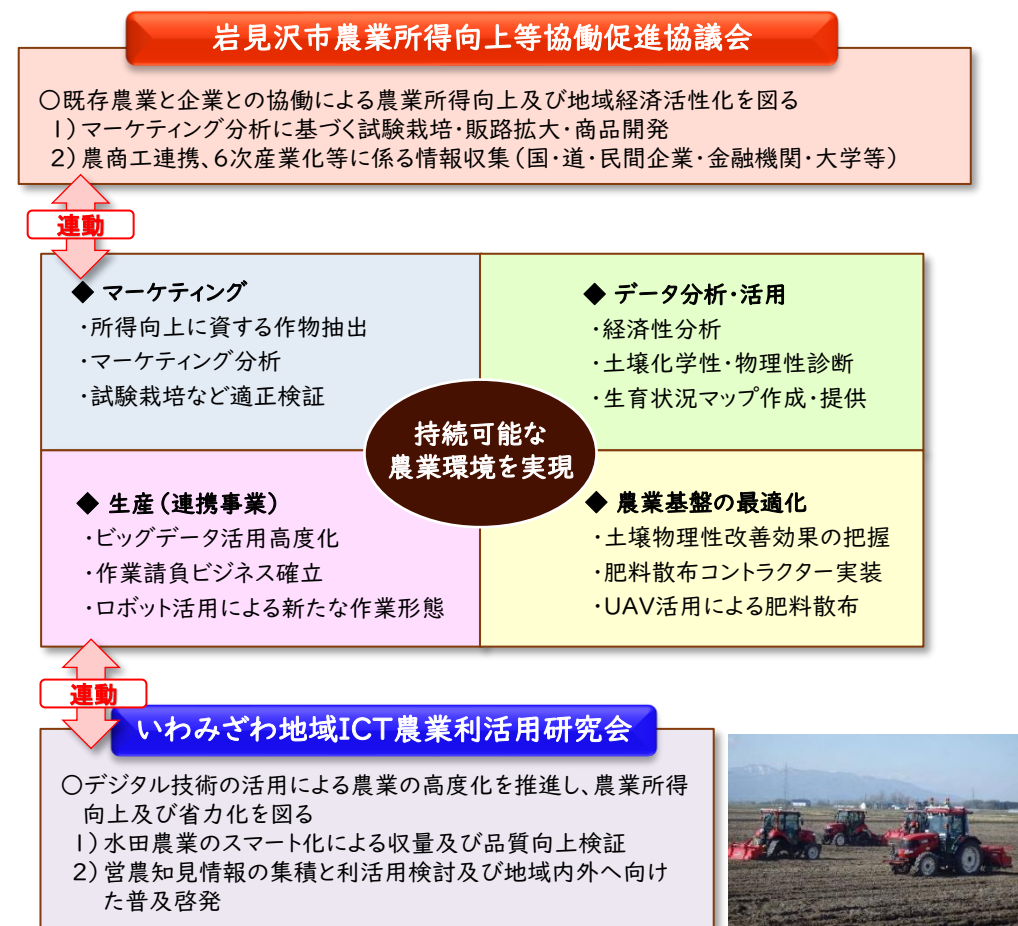 岩見沢市農業所得向上等協働促進協議会
○既存農業と企業との協働による農業所得向上及び地域経済活性化を図る
1）マーケティング分析に基づく試験栽培・販路拡大・商品開発
2）農商工連携、6次産業化等に係る情報収集（国・道・民間企業・金融機関・大学等）
連動
◆ マーケティング
・所得向上に資する作物抽出
・マーケティング分析
・試験栽培など適正検証
◆ データ分析・活用
・経済性分析
・土壌化学性・物理性診断
・生育状況マップ作成・提供
持続可能な
農業環境を実現
◆ 生産（連携事業）
・ビッグデータ活用高度化
・作業請負ビジネス確立
・ロボット活用による新たな作業形態
◆ 農業基盤の最適化
・土壌物理性改善効果の把握
・肥料散布コントラクター実装
・UAV活用による肥料散布
連動
いわみざわ地域ICT農業利活用研究会
○デジタル技術の活用による農業の高度化を推進し、農業所得
向上及び省力化を図る
1）水田農業のスマート化による収量及び品質向上検証
2）営農知見情報の集積と利活用検討及び地域内外へ向け
た普及啓発